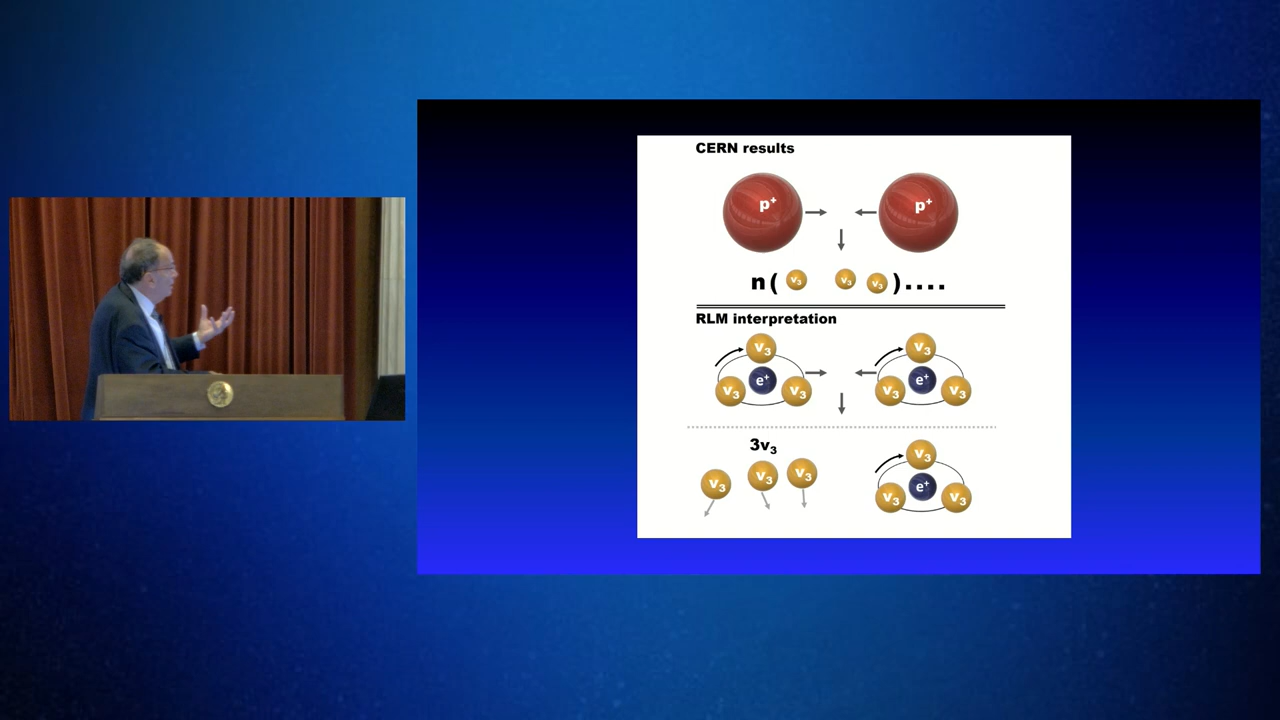 CERN results
p⁺ p⁺
n ( v₃ v₃ v₃ ) . . . .
RLM interpretation
v₃ v₃
e⁺ e⁺
v₃ v₃ v₃ v₃
3v₃
v₃ v₃ v₃
v₃
e⁺
v₃ v₃